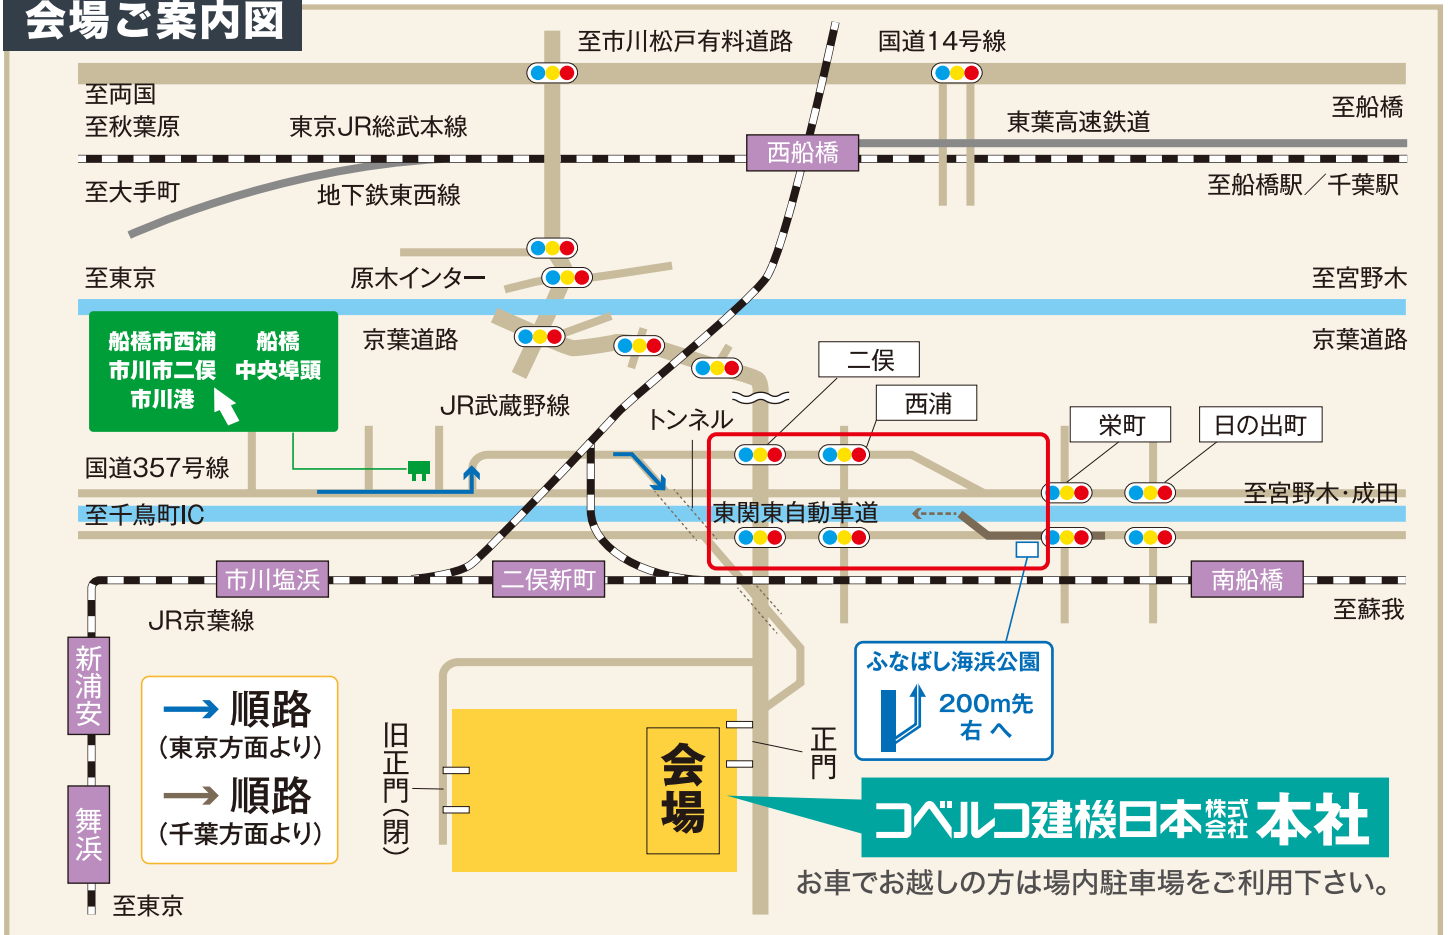 会場ご案内図
至市川松戸有料道路
国道14号線
至両国
至船橋
至秋葉原
東京JR総武本線
東葉高速鉄道
西船橋
至大手町
地下鉄東西線
至船橋駅／千葉駅
至東京
原木インター
至宮野木
船橋市西浦
市川市二俣
市川港
船橋
中央埠頭
京葉道路
京葉道路
二俣
西浦
JR武蔵野線
トンネル
栄町
日の出町
国道357号線
至宮野木・成田
至千鳥町IC
東関東自動車道
市川塩浜
二俣新町
南船橋
JR京葉線
至蘇我
新浦安
ふなばし海浜公園
200m先
右へ
順路
（東京方面より）
順路
（千葉方面より）
旧正門（閉）
会場
正門
舞浜
コベルコ建機日本株式会社本社
お車でお越しの方は場内駐車場をご利用下さい。
至東京